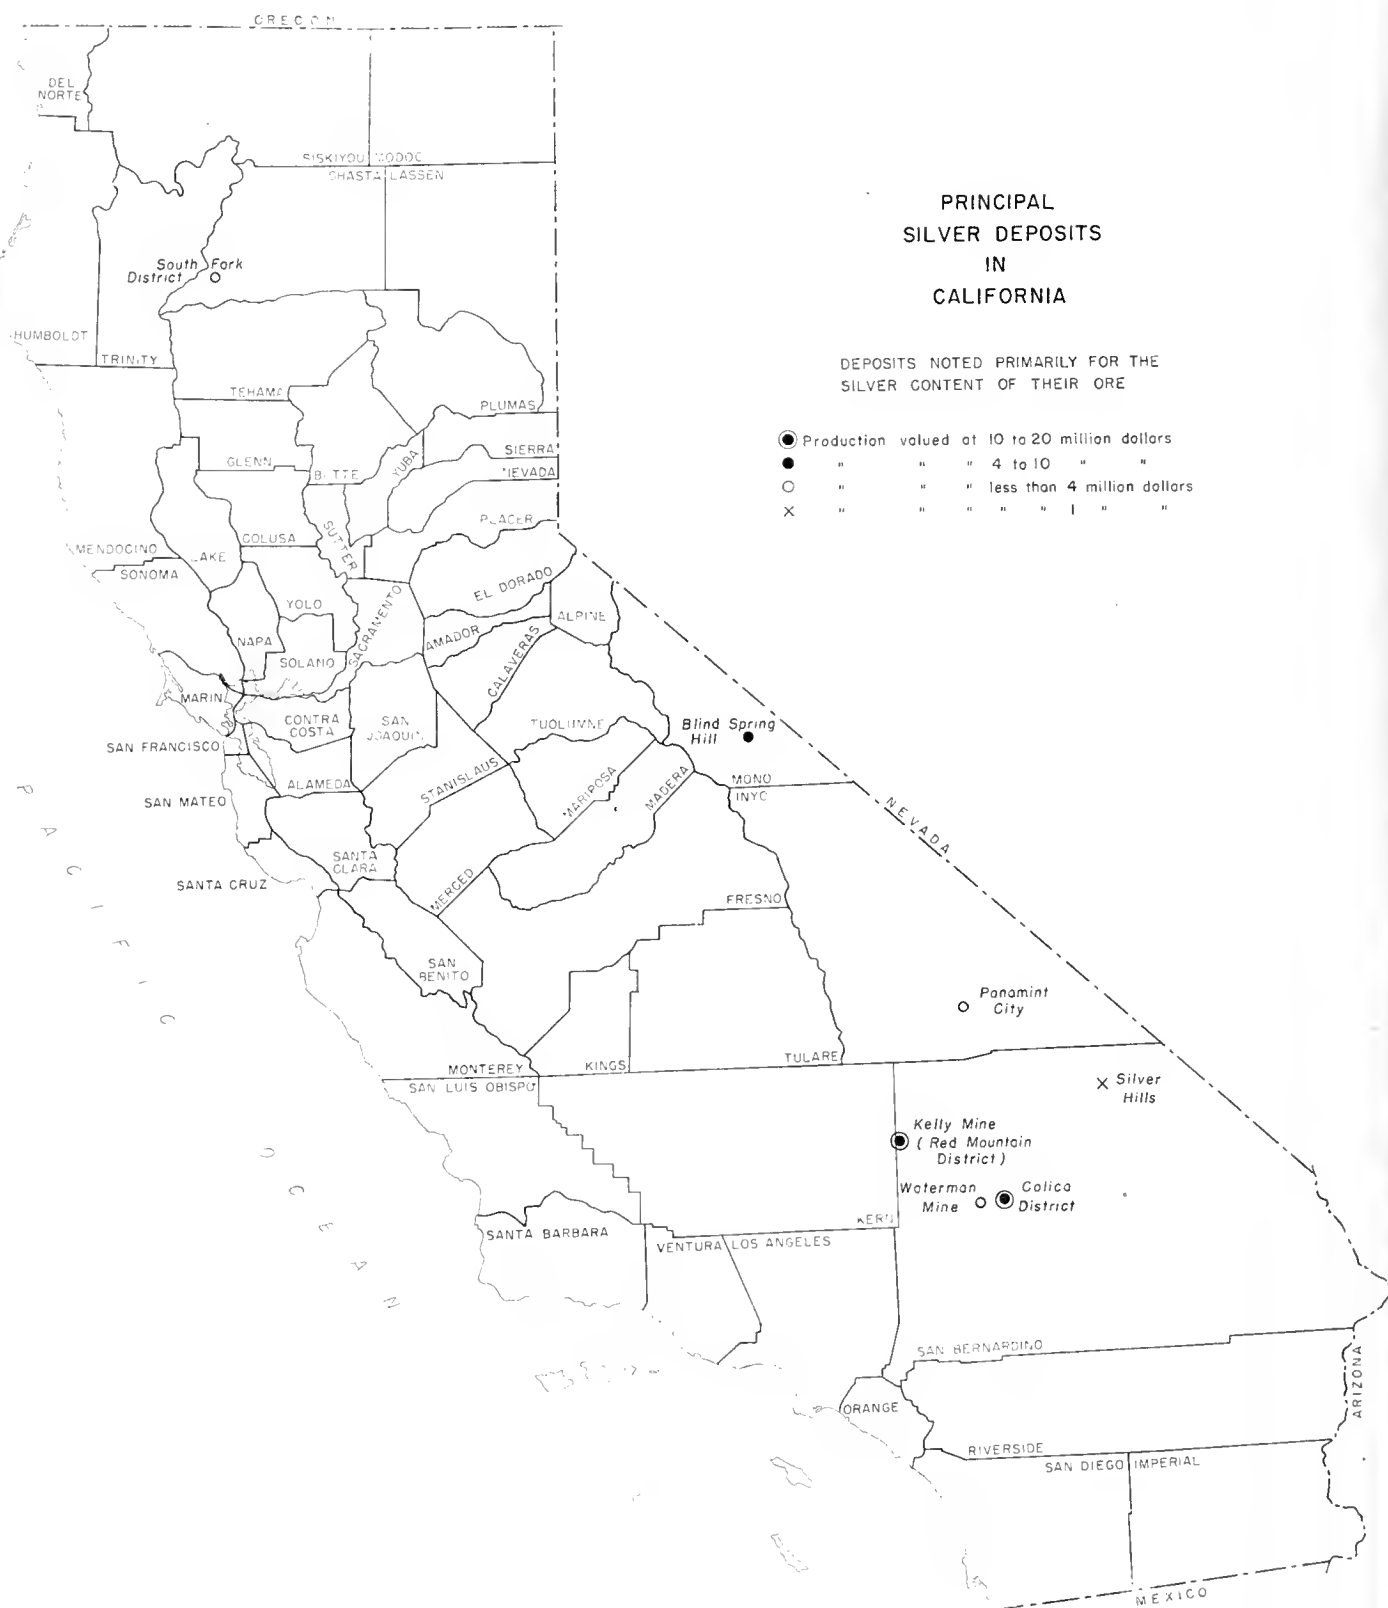 OREGON
DEL
NORTE
SISKIYOU MODOC
SHASTA LASSEN
PRINCIPAL
SILVER DEPOSITS
IN
CALIFORNIA
South Fork
District
HUMBOLDT
TRINITY
DEPOSITS NOTED PRIMARILY FOR THE
SILVER CONTENT OF THEIR ORE
TEHAMA
PLUMAS
Production valued at 10 to 20 million dollars
" " " 4 to 10 " "
" " " less than 4 million dollars
" " " " " 1 " "
SIERRA
GLENN
BUTTE
YUBA
NEVADA
PLACER
SUTTER
COLUSA
MENDOCINO
LAKE
SONOMA
EL DORADO
YOLO
SACRAMENTO
ALPINE
NAPA
AMADOR
SOLANO
CALAVERAS
MARIN
CONTRA
COSTA
SAN
JOAQUIN
TUOLUMNE
Blind Spring
Hill
SAN FRANCISCO
ALAMEDA
STANISLAUS
MARIPOSA
MADERA
MONO
INYO
SAN MATEO
NEVADA
SANTA
CLARA
SANTA CRUZ
MERCED
FRESNO
SAN
BENITO
PACIFIC OCEAN
Panamint
City
MONTEREY
KINGS
TULARE
SAN LUIS OBISPO
Silver
Hills
Kelly Mine
( Red Mountain
District )
Waterman
Mine
Calico
District
KERN
SANTA BARBARA
VENTURA LOS ANGELES
SAN BERNARDINO
ARIZONA
ORANGE
RIVERSIDE
SAN DIEGO IMPERIAL
MEXICO